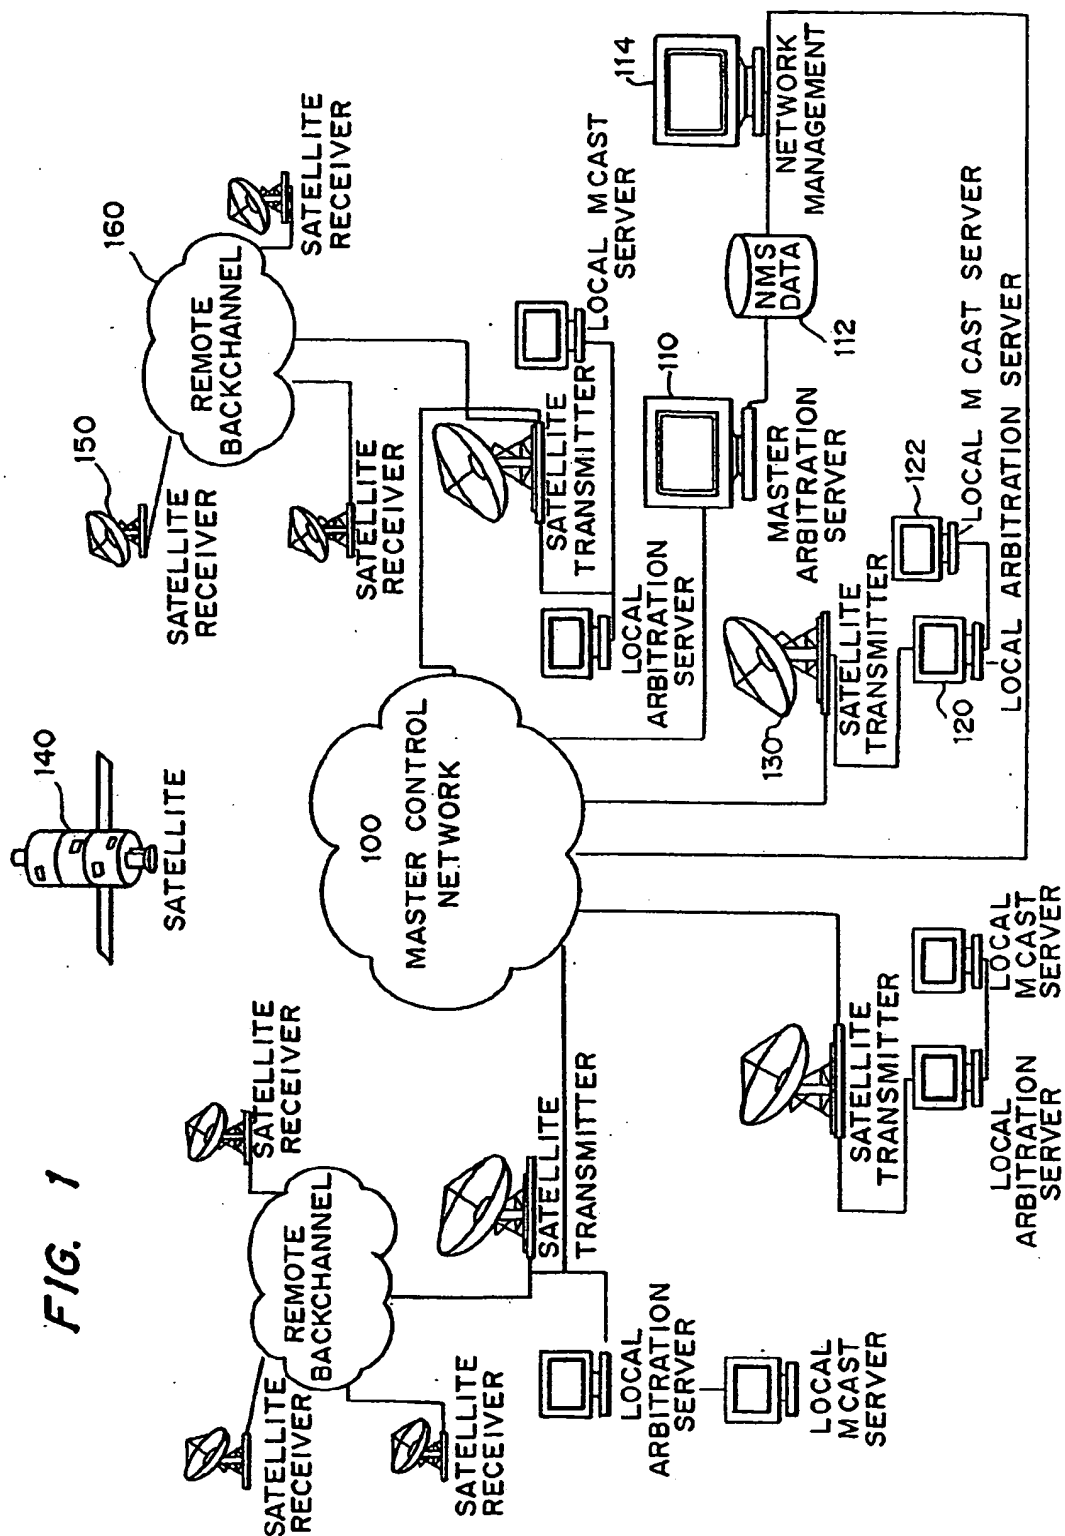 FIG. 1
140
SATELLITE
SATELLITE
RECEIVER
SATELLITE
RECEIVER
SATELLITE
RECEIVER
REMOTE
BACKCHANNEL
SATELLITE
TRANSMITTER
LOCAL
ARBITRATION
SERVER
LOCAL
MCAST
SERVER
100
MASTER CONTROL
NETWORK
150
SATELLITE
RECEIVER
160
REMOTE
BACKCHANNEL
SATELLITE
RECEIVER
SATELLITE
RECEIVER
SATELLITE
TRANSMITTER
LOCAL MCAST
SERVER
LOCAL
ARBITRATION
SERVER
110
MASTER
ARBITRATION
SERVER
NMS
DATA
112
114
NETWORK
MANAGEMENT
SATELLITE
TRANSMITTER
LOCAL
ARBITRATION
SERVER
LOCAL
MCAST
SERVER
130
SATELLITE
TRANSMITTER
120
122
LOCAL M CAST SERVER
LOCAL ARBITRATION SERVER